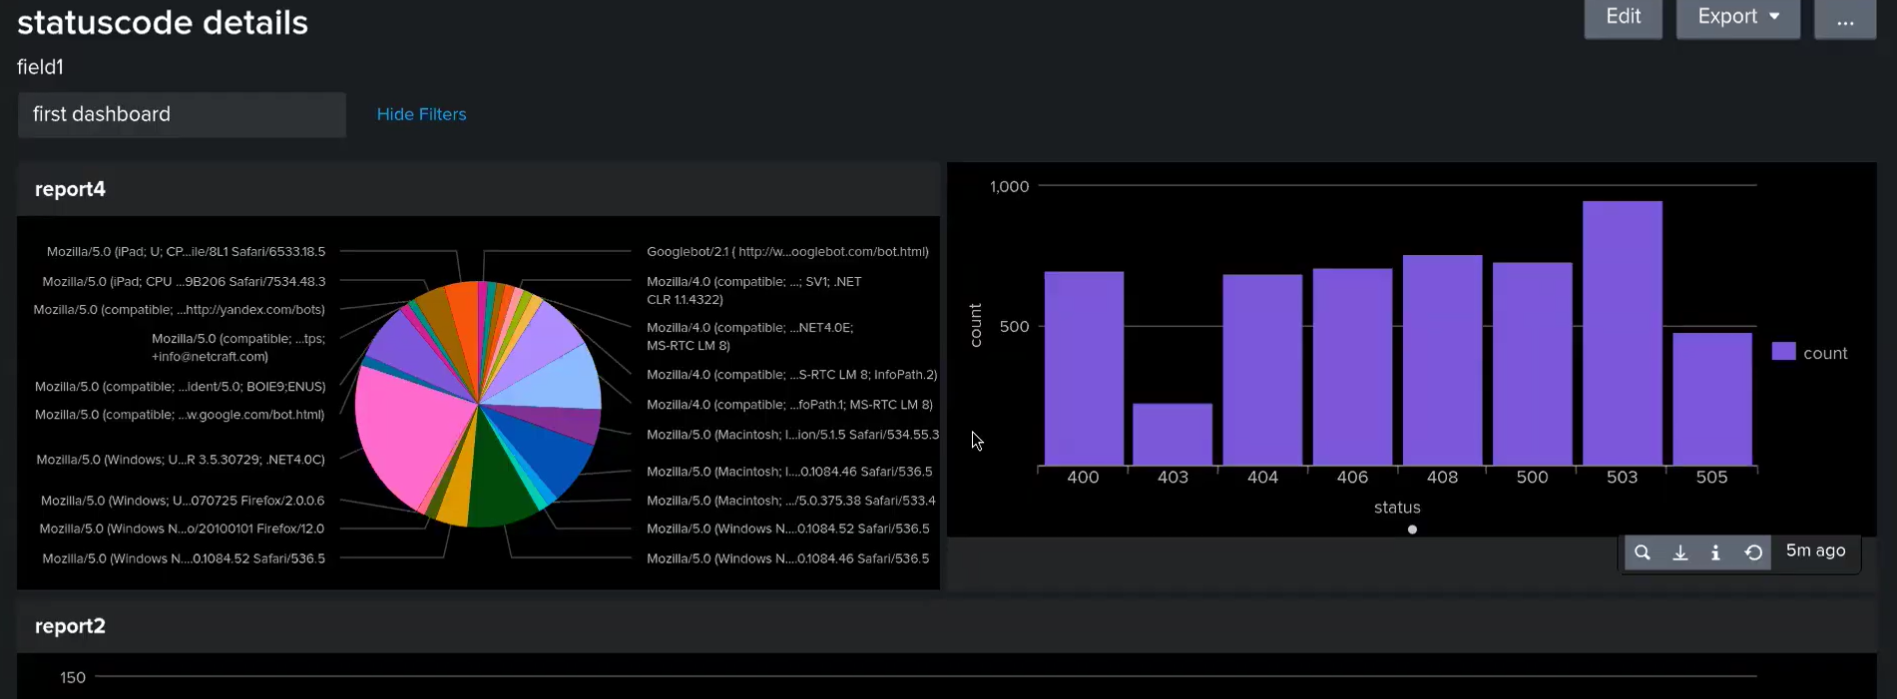 statuscode details
Edit
Export
...
field1
first dashboard
Hide Filters
report4
Mozilla/5.0 (iPad; U; CP...ile/8L1 Safari/6533.18.5
Mozilla/5.0 (iPad; CPU ...9B206 Safari/7534.48.3
Mozilla/5.0 (compatible; ...http://yandex.com/bots)
Mozilla/5.0 (compatible; ...tps;
+info@netcraft.com)
Mozilla/5.0 (compatible; ...ident/5.0; BOIE9;ENUS)
Mozilla/5.0 (compatible; ...w.google.com/bot.html)
Mozilla/5.0 (Windows; U...R 3.5.30729; .NET4.0C)
Mozilla/5.0 (Windows; U...070725 Firefox/2.0.0.6
Mozilla/5.0 (Windows N...o/20100101 Firefox/12.0
Mozilla/5.0 (Windows N....0.1084.52 Safari/536.5
Googlebot/2.1 ( http://w...ooglebot.com/bot.html)
Mozilla/4.0 (compatible; ...; SV1; .NET
CLR 1.1.4322)
Mozilla/4.0 (compatible; ...NET4.0E;
MS-RTC LM 8)
Mozilla/4.0 (compatible; ...S-RTC LM 8; InfoPath.2)
Mozilla/4.0 (compatible; ...foPath.1; MS-RTC LM 8)
Mozilla/5.0 (Macintosh; I...ion/5.1.5 Safari/534.55.3
Mozilla/5.0 (Macintosh; I....0.1084.46 Safari/536.5
Mozilla/5.0 (Macintosh; .../5.0.375.38 Safari/533.4
Mozilla/5.0 (Windows N....0.1084.52 Safari/536.5
Mozilla/5.0 (Windows N....0.1084.46 Safari/536.5
1,000
500
count
400 403 404 406 408 500 503 505
status
count
5m ago
report2
150